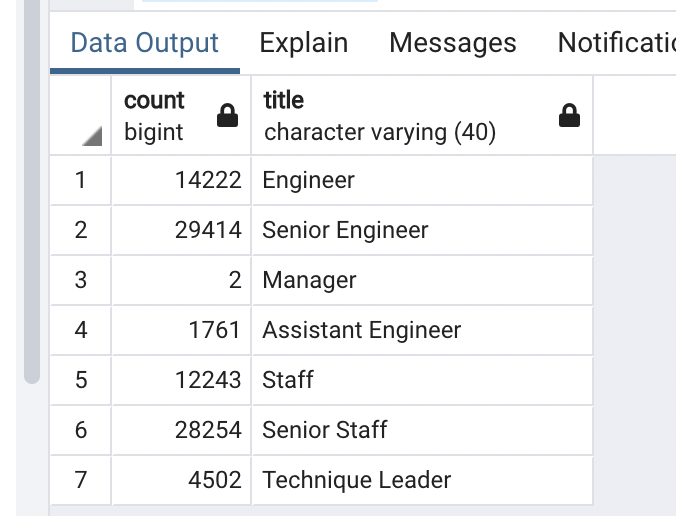 Data Output Explain Messages
count title
bigint character varying (40)
1 14222 Engineer
2 29414 Senior Engineer
3 2 Manager
4 1761 Assistant Engineer
5 12243 Staff
6 28254 Senior Staff
7 4502 Technique Leader